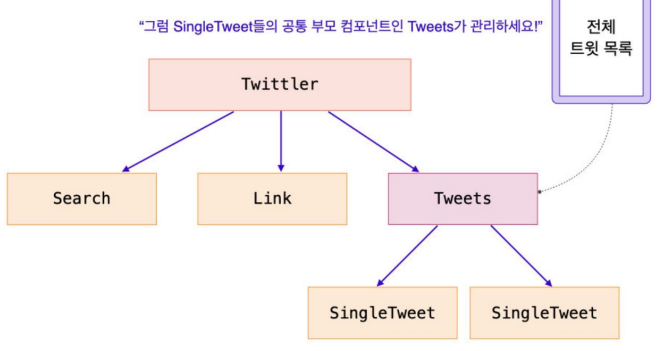 “그럼 SingleTweet들의 공통 부모 컴포넌트인 Tweets가 관리하세요!”
전체
트윗 목록
Twittler
Search
Link
Tweets
SingleTweet
SingleTweet